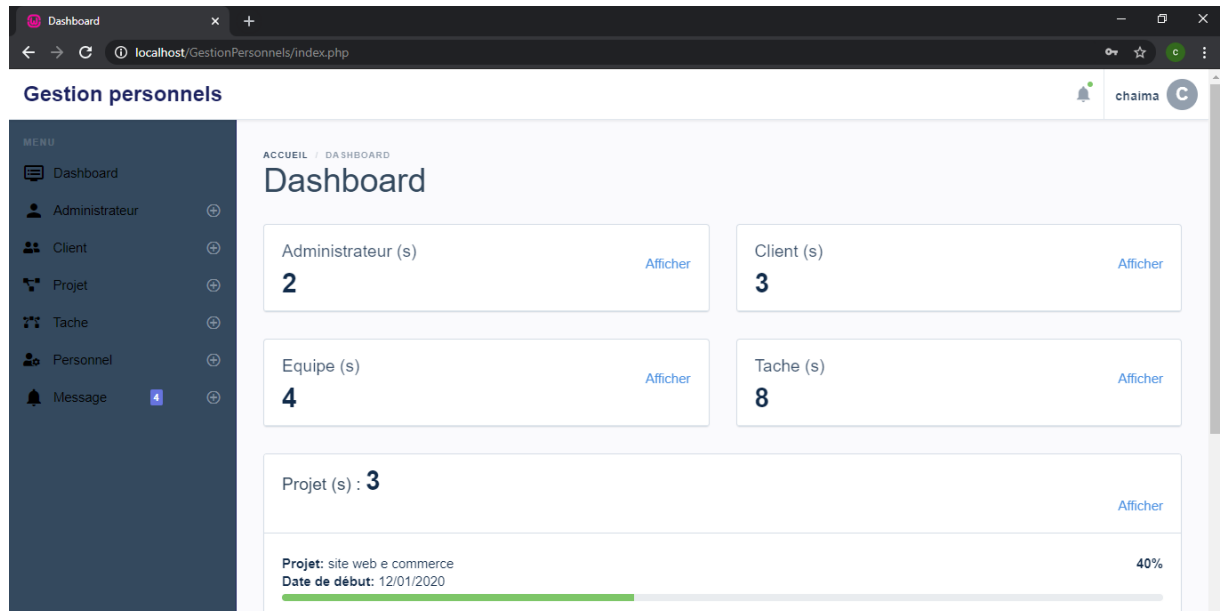 Dashboard
localhost/GestionPersonnels/index.php
c
Gestion personnels
chaima
C
MENU
Dashboard
Administrateur
Client
Projet
Tache
Personnel
Message 4
ACCUEIL / DASHBOARD
Dashboard
Administrateur (s)
2
Afficher
Client (s)
3
Afficher
Equipe (s)
4
Afficher
Tache (s)
8
Afficher
Projet (s) : 3
Afficher
Projet: site web e commerce
40%
Date de début: 12/01/2020